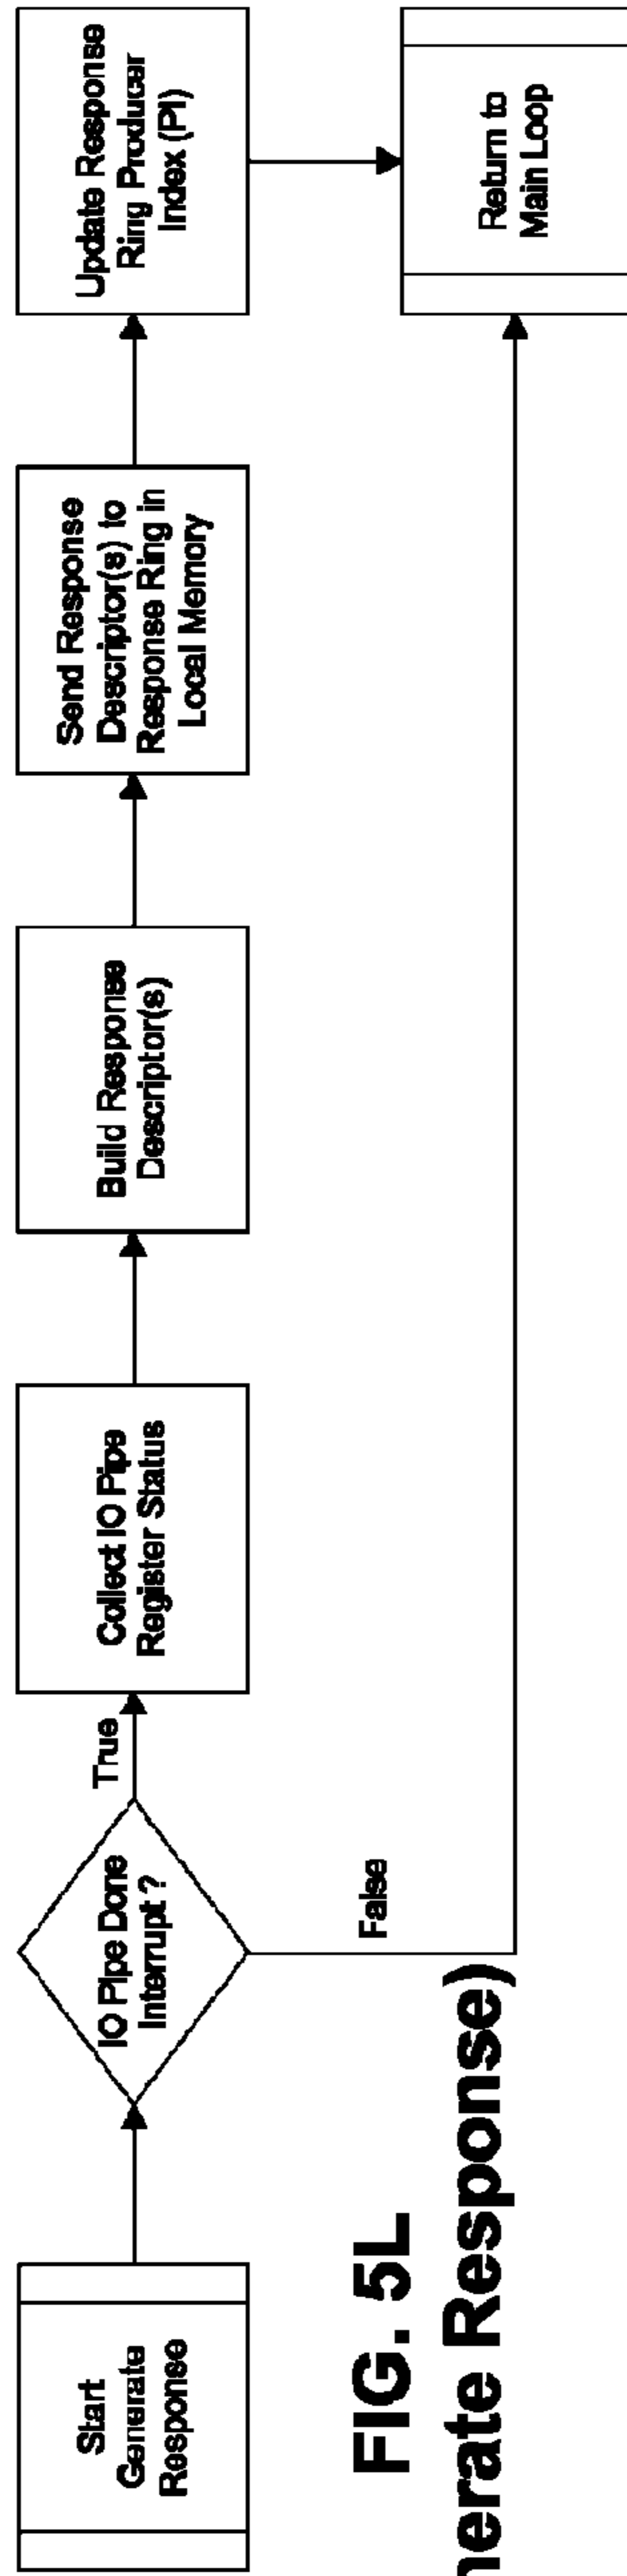 Start
Generate
Response
IO Pipe Done
Interrupt ?
True
False
Collect IO Pipe
Register Status
Build Response
Descriptor(s)
Send Response
Descriptor(s) to
Response Ring in
Local Memory
Update Response
Ring Producer
Index (PI)
Return to
Main Loop
FIG. 5L
nerate Response)